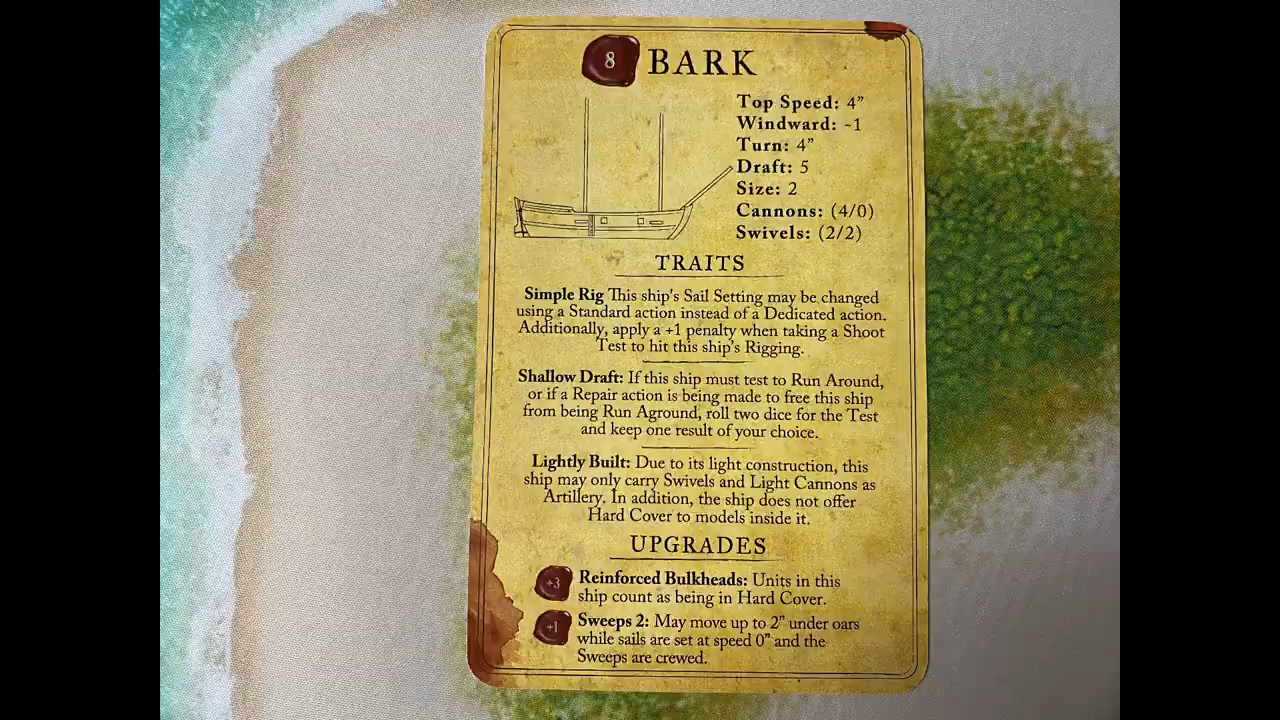 8 BARK
Top Speed: 4”
Windward: -1
Turn: 4”
Draft: 5
Size: 2
Cannons: (4/0)
Swivels: (2/2)
TRAITS
Simple Rig This ship's Sail Setting may be changed
using a Standard action instead of a Dedicated action.
Additionally, apply a +1 penalty when taking a Shoot
Test to hit this ship's Rigging.
Shallow Draft: If this ship must test to Run Around,
or if a Repair action is being made to free this ship
from being Run Aground, roll two dice for the Test
and keep one result of your choice.
Lightly Built: Due to its light construction, this
ship may only carry Swivels and Light Cannons as
Artillery. In addition, the ship does not offer
Hard Cover to models inside it.
UPGRADES
+3 Reinforced Bulkheads: Units in this
ship count as being in Hard Cover.
+1 Sweeps 2: May move up to 2” under oars
while sails are set at speed 0” and the
Sweeps are crewed.